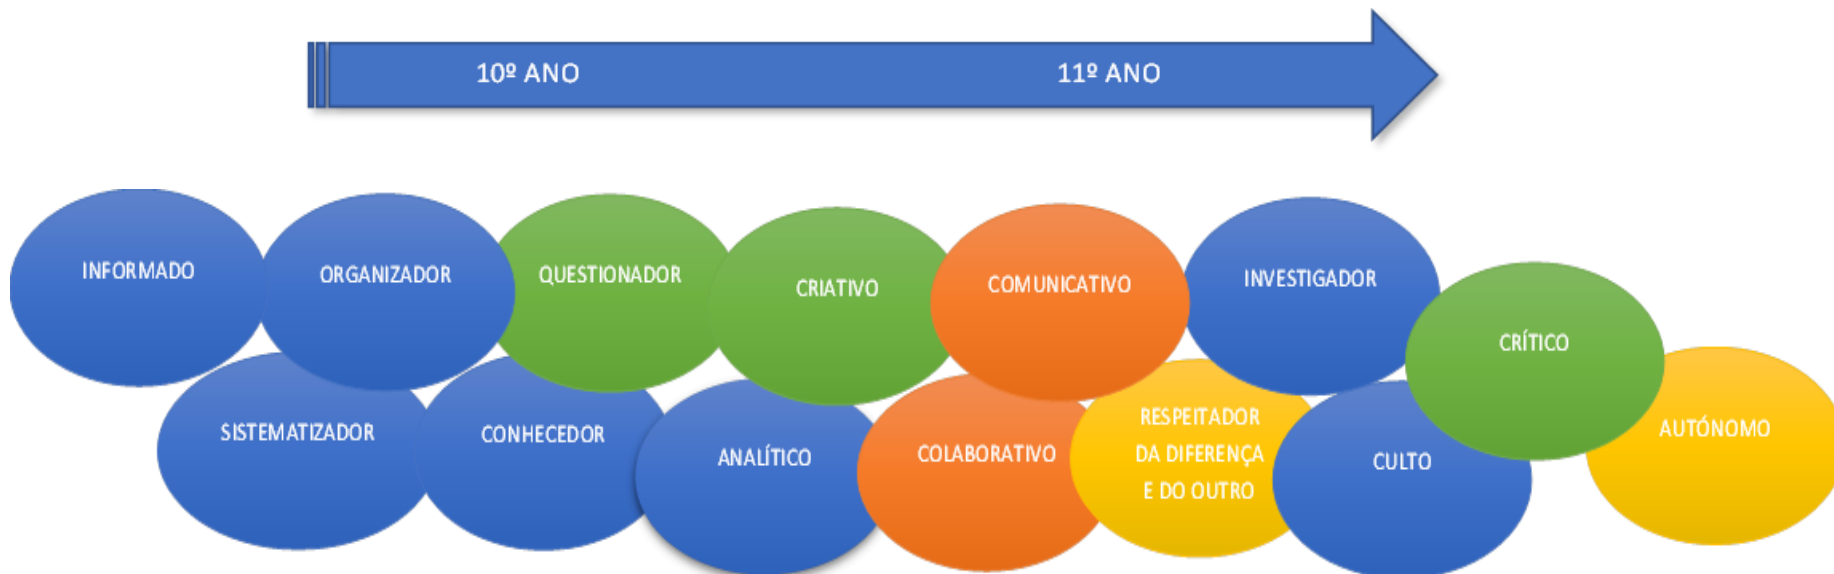 10º ANO
11º ANO
INFORMADO
ORGANIZADOR
QUESTIONADOR
CRIATIVO
COMUNICATIVO
INVESTIGADOR
CRÍTICO
SISTEMATIZADOR
CONHECEDOR
ANALÍTICO
COLABORATIVO
RESPEITADOR
DA DIFERENÇA
E DO OUTRO
CULTO
AUTÓNOMO